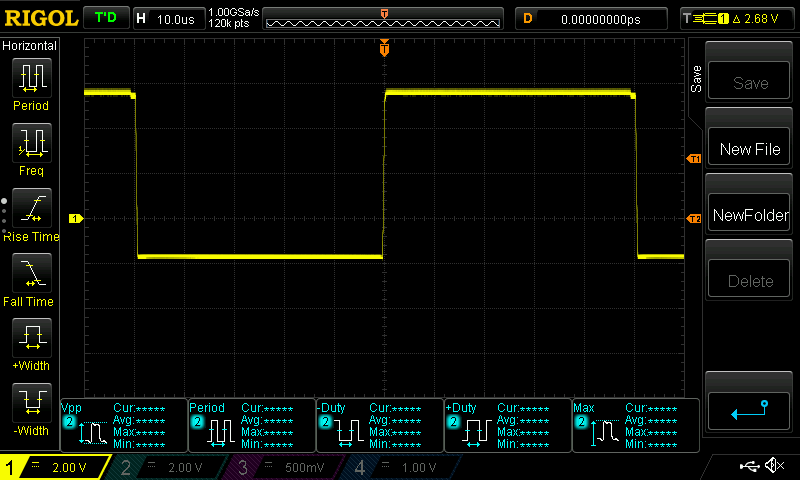 RIGOL T'D H 10.0us 1.00GSa/s 120k pts T D 0.00000000ps T 1 Δ 2.68 V
Horizontal
Period
Freq
Rise Time
Fall Time
+Width
-Width
T
T1
T2
1
Save
Save
New File
NewFolder
Delete
Vpp
2
Cur:*****
Avg:*****
Max:*****
Min:*****
Period
2
Cur:*****
Avg:*****
Max:*****
Min:*****
-Duty
2
Cur:*****
Avg:*****
Max:*****
Min:*****
+Duty
2
Cur:*****
Avg:*****
Max:*****
Min:*****
Max
2
Cur:*****
Avg:*****
Max:*****
Min:*****
1 = 2.00 V 2 = 2.00 V 3 = 500mV 4 = 1.00 V